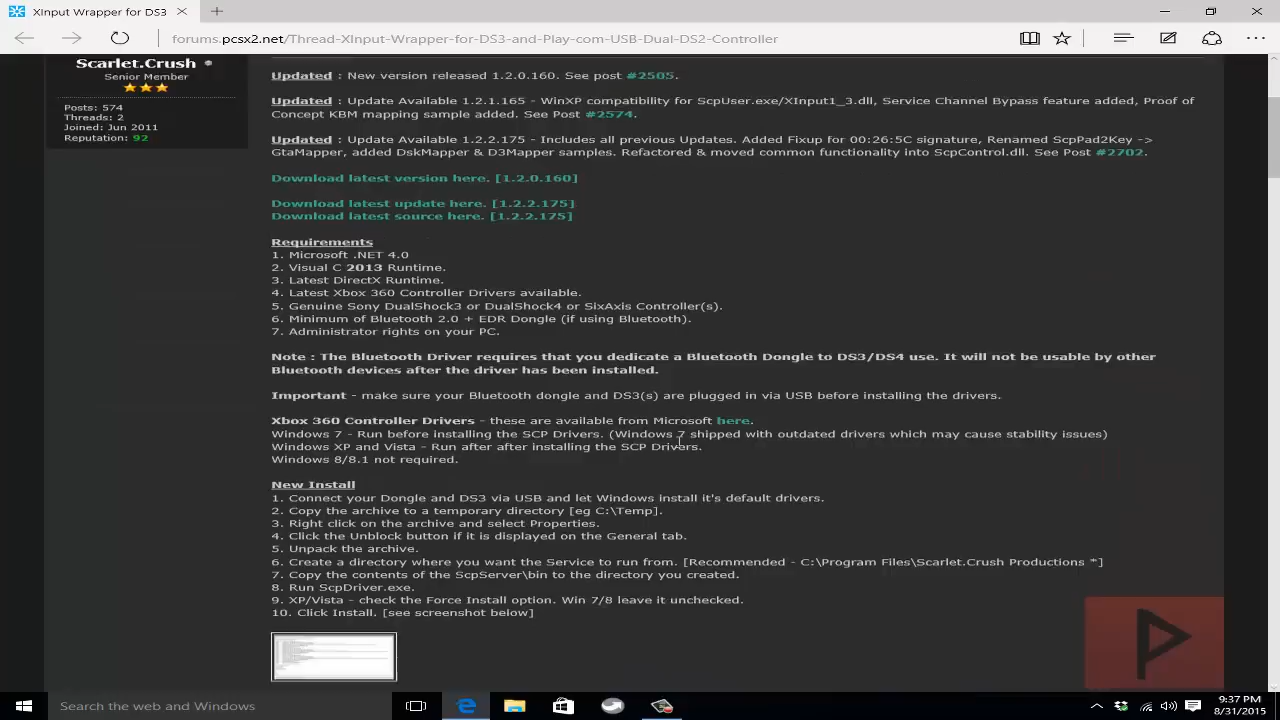 XInput Wrapper for DS3
forums.pcsx2.net/Thread-XInput-Wrapper-for-DS3-and-Play-com-USB-Dual-DS2-Controller
Scarlet.Crush
Senior Member
Posts: 574
Threads: 2
Joined: Jun 2011
Reputation: 92
Updated : New version released 1.2.0.160. See post #2505.
Updated : Update Available 1.2.1.165 - WinXP compatibility for ScpUser.exe/XInput1_3.dll, Service Channel Bypass feature added, Proof of
Concept KBM mapping sample added. See Post #2574.
Updated : Update Available 1.2.2.175 - Includes all previous Updates. Added Fixup for 00:26:5C signature, Renamed ScpPad2Key ->
GtaMapper, added DskMapper & D3Mapper samples. Refactored & moved common functionality into ScpControl.dll. See Post #2702.
Download latest version here. [1.2.0.160]
Download latest update here. [1.2.2.175]
Download latest source here. [1.2.2.175]
Requirements
1. Microsoft .NET 4.0
2. Visual C 2013 Runtime.
3. Latest DirectX Runtime.
4. Latest Xbox 360 Controller Drivers available.
5. Genuine Sony DualShock3 or DualShock4 or SixAxis Controller(s).
6. Minimum of Bluetooth 2.0 + EDR Dongle (if using Bluetooth).
7. Administrator rights on your PC.
Note : The Bluetooth Driver requires that you dedicate a Bluetooth Dongle to DS3/DS4 use. It will not be usable by other
Bluetooth devices after the driver has been installed.
Important - make sure your Bluetooth dongle and DS3(s) are plugged in via USB before installing the drivers.
Xbox 360 Controller Drivers - these are available from Microsoft here.
Windows 7 - Run before installing the SCP Drivers. (Windows 7 shipped with outdated drivers which may cause stability issues)
Windows XP and Vista - Run after after installing the SCP Drivers.
Windows 8/8.1 not required.
New Install
1. Connect your Dongle and DS3 via USB and let Windows install it's default drivers.
2. Copy the archive to a temporary directory [eg C:\Temp].
3. Right click on the archive and select Properties.
4. Click the Unblock button if it is displayed on the General tab.
5. Unpack the archive.
6. Create a directory where you want the Service to run from. [Recommended - C:\Program Files\Scarlet.Crush Productions *]
7. Copy the contents of the ScpServer\bin to the directory you created.
8. Run ScpDriver.exe.
9. XP/Vista - check the Force Install option. Win 7/8 leave it unchecked.
10. Click Install. [see screenshot below]
Search the web and Windows
9:37 PM
8/31/2015